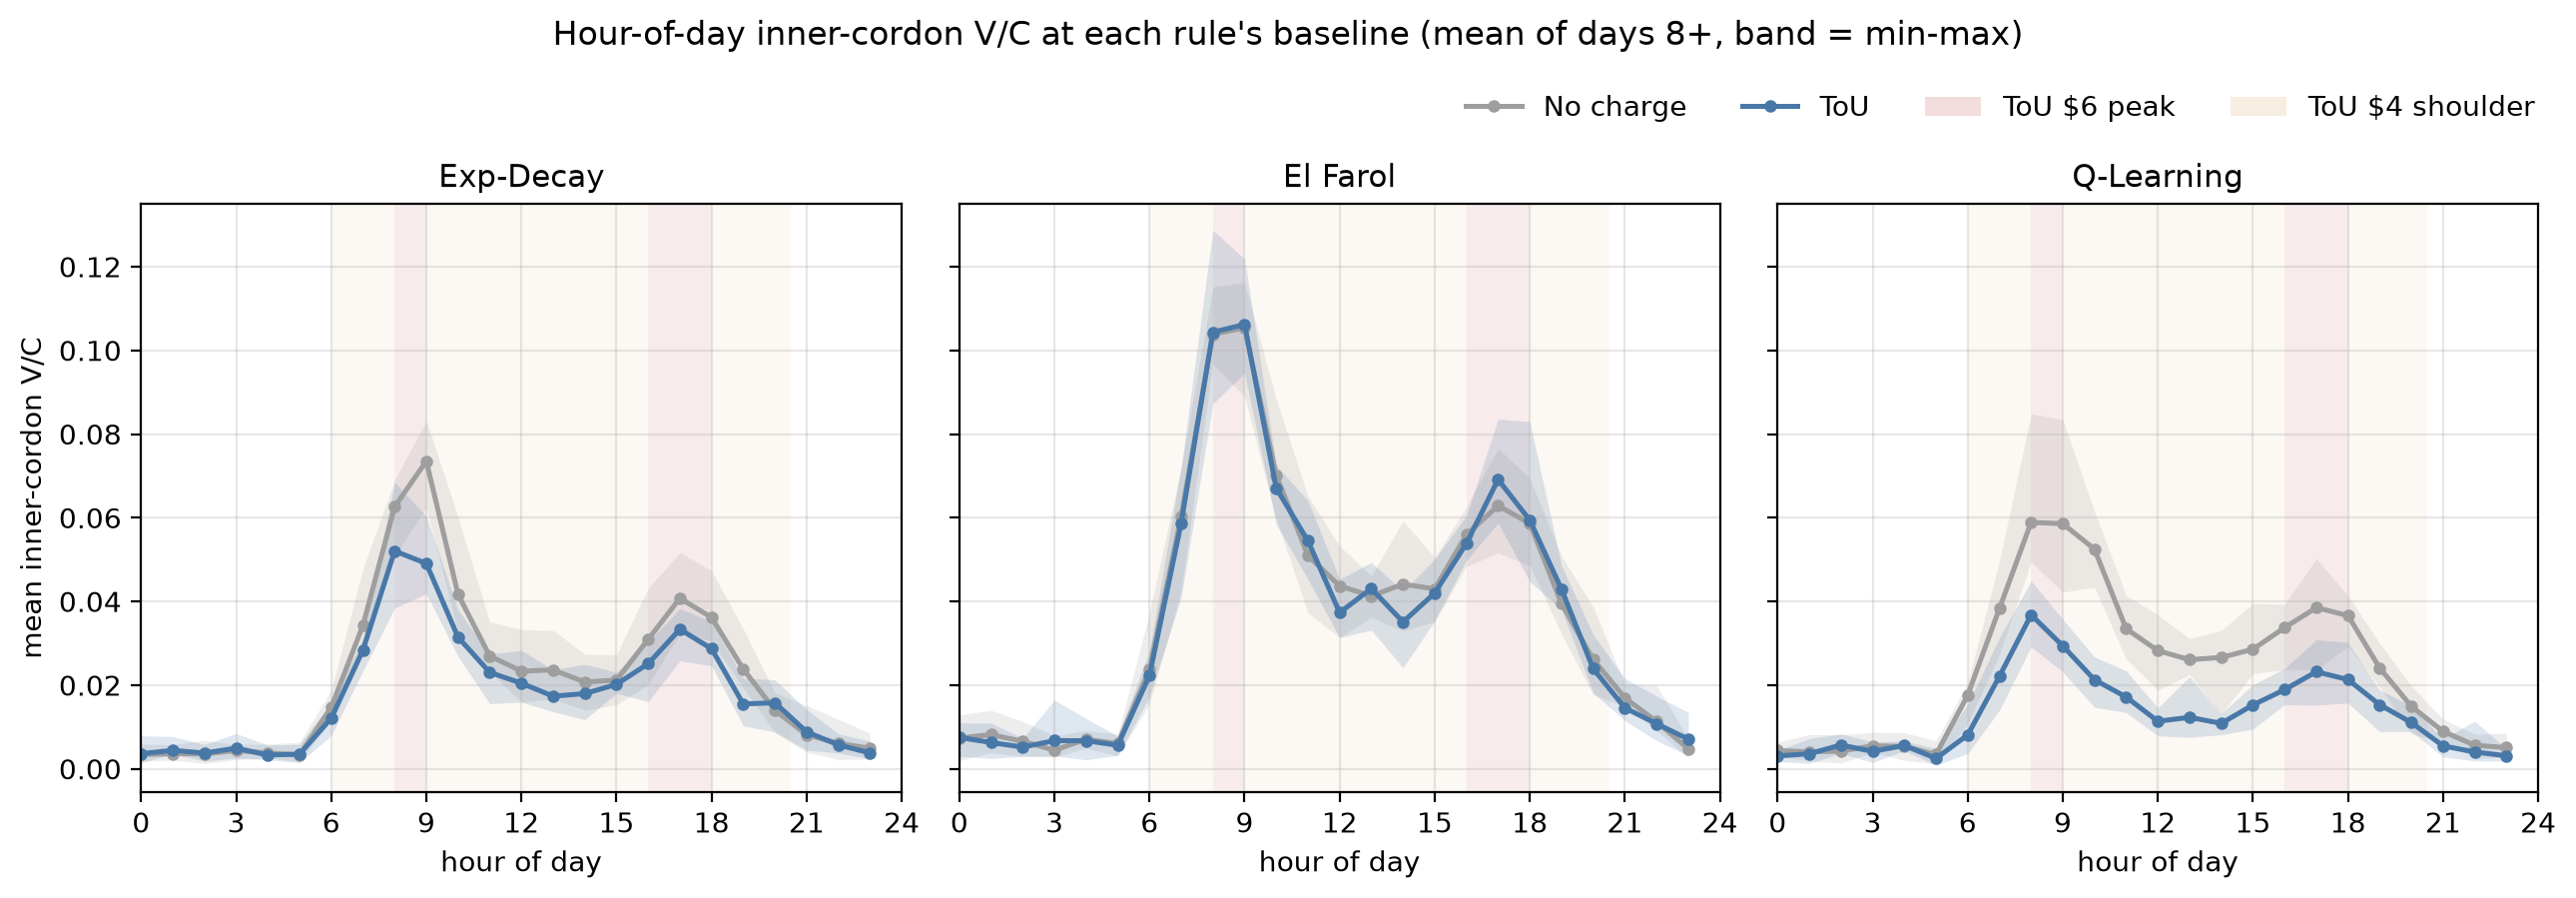 Hour-of-day inner-cordon V/C at each rule's baseline (mean of days 8+, band = min-max)
No charge ToU ToU $6 peak ToU $4 shoulder
Exp-Decay El Farol Q-Learning
mean inner-cordon V/C
0.12
0.10
0.08
0.06
0.04
0.02
0.00
0 3 6 9 12 15 18 21 24 0 3 6 9 12 15 18 21 24 0 3 6 9 12 15 18 21 24
hour of day hour of day hour of day